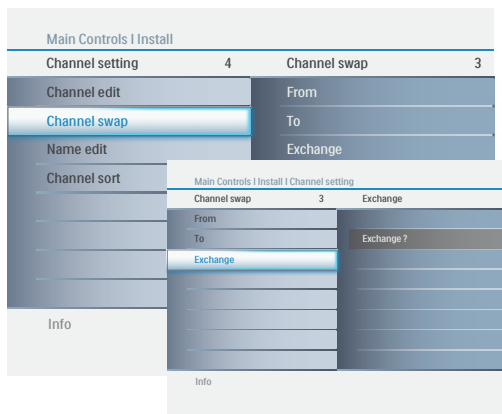 Main Controls I Install
Channel setting 4 Channel swap 3
Channel edit From
Channel swap To
Name edit Exchange
Channel sort
Info
Main Controls I Install I Channel setting
Channel swap 3 Exchange
From
To Exchange ?
Exchange
Info